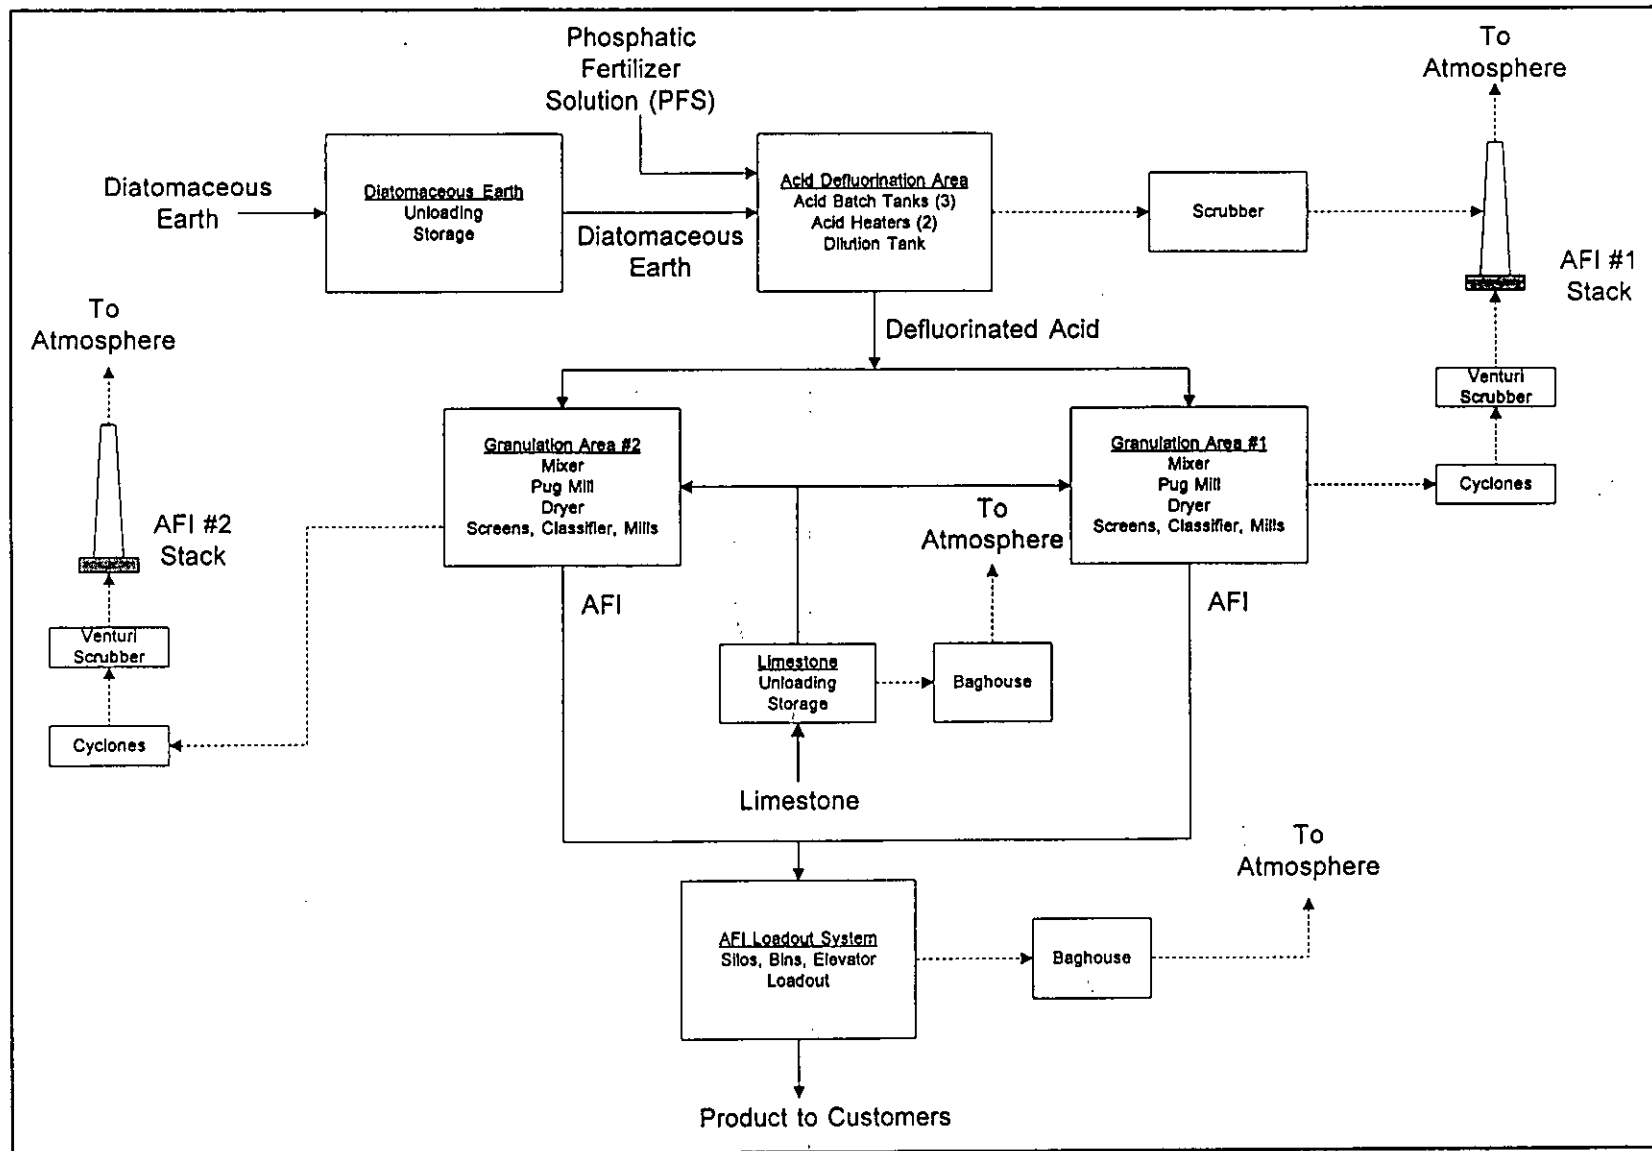 Phosphatic
Fertilizer
Solution (PFS)
To
Atmosphere
Diatomaceous
Earth
Diatomaceous Earth
Unloading
Storage
Diatomaceous
Earth
Acid Defluorination Area
Acid Batch Tanks (3)
Acid Heaters (2)
Dilution Tank
Scrubber
AFI #1
Stack
To
Atmosphere
Defluorinated Acid
Venturi
Scrubber
Granulation Area #2
Mixer
Pug Mill
Dryer
Screens, Classifier, Mills
Granulation Area #1
Mixer
Pug Mill
Dryer
Screens, Classifier, Mills
Cyclones
AFI #2
Stack
To
Atmosphere
AFI
AFI
Venturi
Scrubber
Limestone
Unloading
Storage
Baghouse
Cyclones
Limestone
To
Atmosphere
AFI Loadout System
Silos, Bins, Elevator
Loadout
Baghouse
Product to Customers